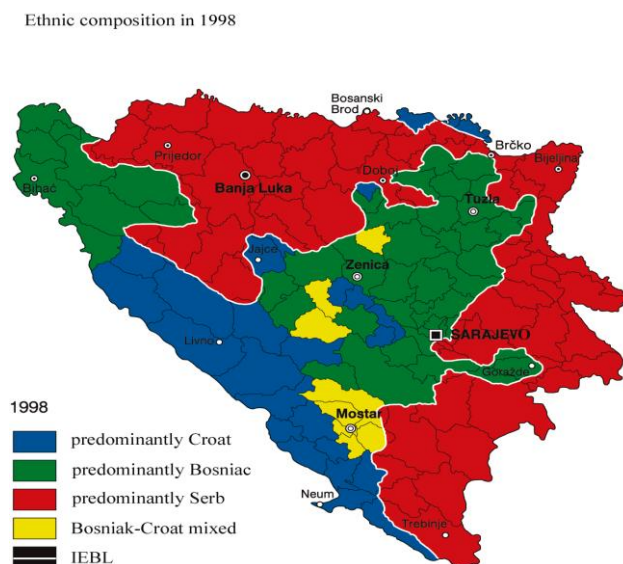 Ethnic composition in 1998
Bosanski
Brod
Brčko
Prijedor
Bijeljina
Doboj
Bihać
Banja Luka
Tuzla
Jajce
Zenica
SARAJEVO
Livno
Goražde
1998
Mostar
predominantly Croat
predominantly Bosniac
predominantly Serb
Neum
Bosniak-Croat mixed
Trebinje
IEBL